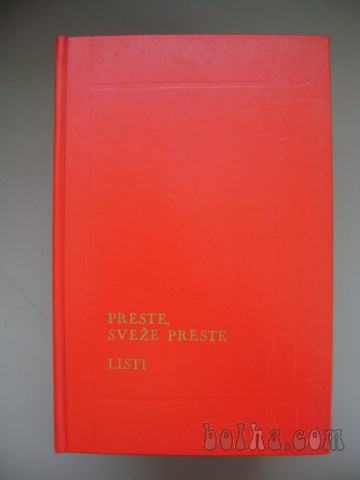 PRESTE,
SVEŽE PRESTE
LISTI
bolha.com